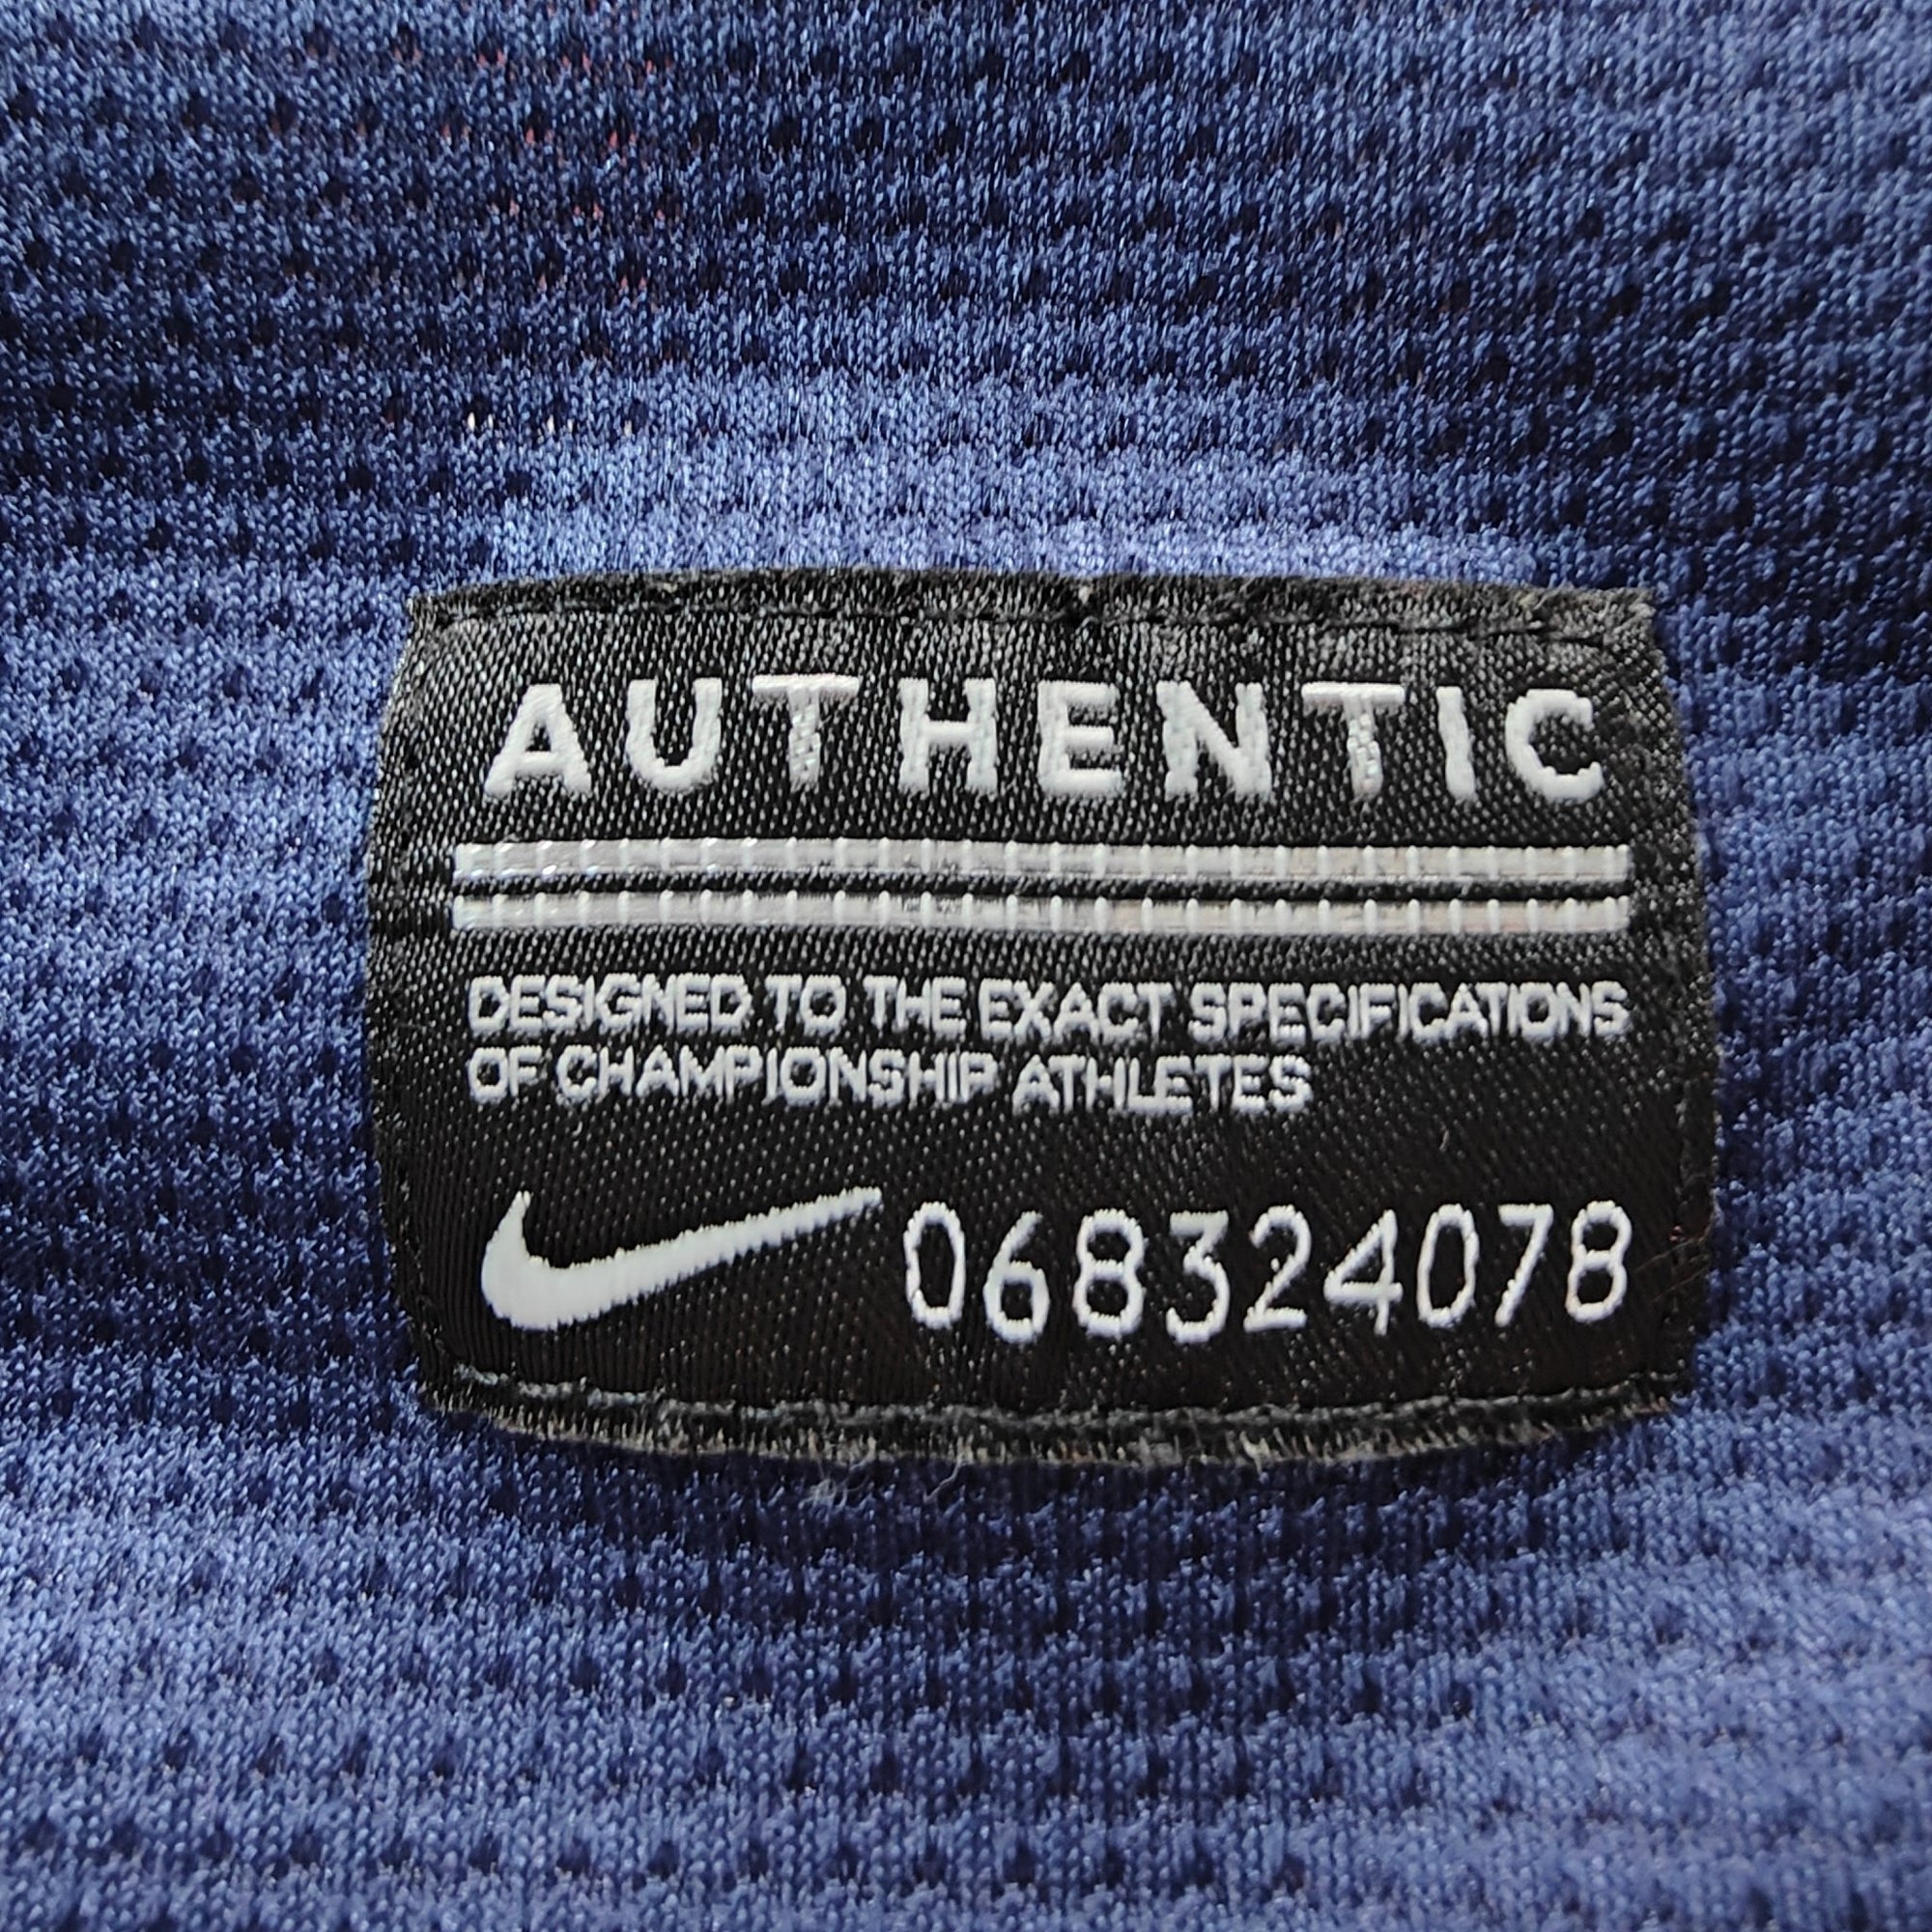 AUTHENTIC
DESIGNED TO THE EXACT SPECIFICATIONS
OF CHAMPIONSHIP ATHLETES
068324078